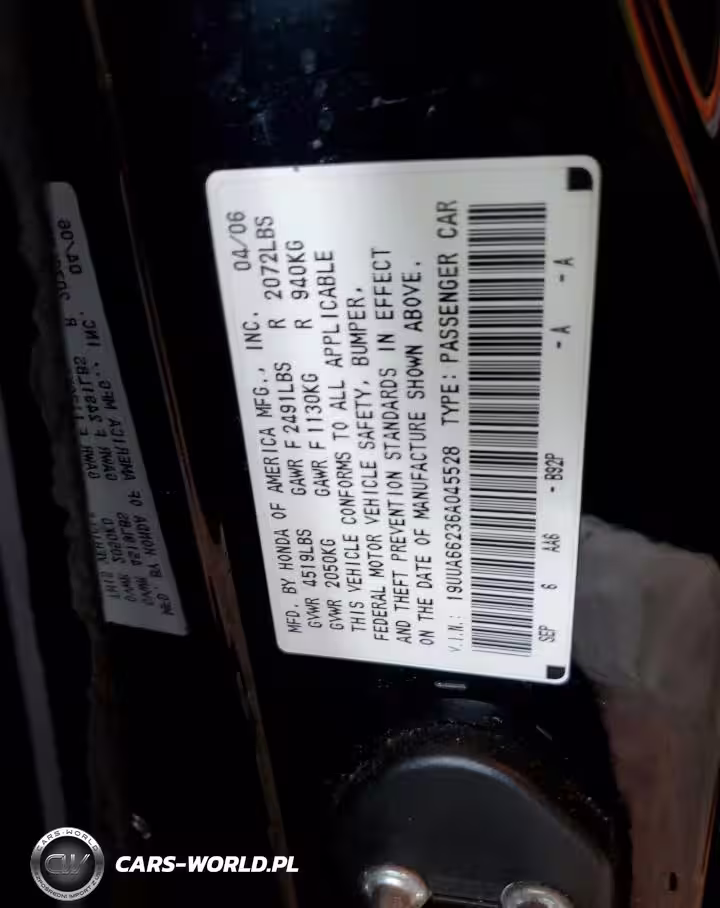 MFD. BY HONDA OF AMERICA MFG., INC. 04/06
GVWR 4519LBS GAWR F 2491LBS R 2072LBS
GVWR 2050KG GAWR F 1130KG R 940KG
THIS VEHICLE CONFORMS TO ALL APPLICABLE
FEDERAL MOTOR VEHICLE SAFETY, BUMPER,
AND THEFT PREVENTION STANDARDS IN EFFECT
ON THE DATE OF MANUFACTURE SHOWN ABOVE.
V.I.N.: 19UUA66236A045528 TYPE: PASSENGER CAR
SEP 6 AA6 - B92P - A - A
CARS-WORLD
CARS-WORLD.PL